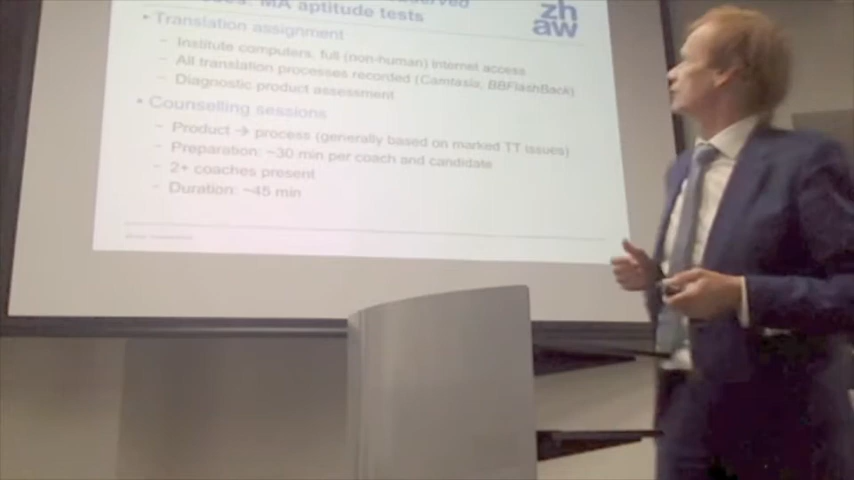 MA aptitude tests
zh
aw
• Translation assignment
– Institute computers, full (non-human) internet access
– All translation processes recorded (Camtasia, BBFlashBack)
– Diagnostic product assessment
• Counselling sessions
– Product → process (generally based on marked TT issues)
– Preparation: ~30 min per coach and candidate
– 2+ coaches present
– Duration: ~45 min